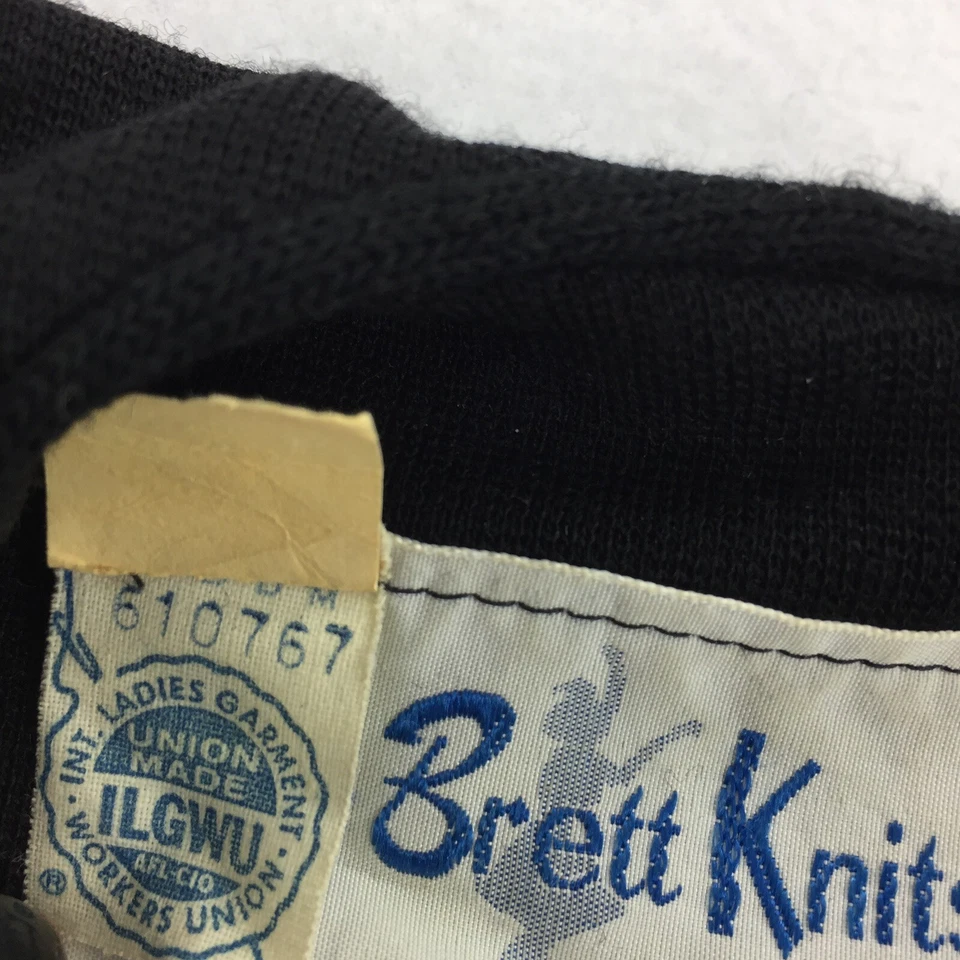 610767
INT. LADIES GARMENT
WORKERS UNION
UNION
MADE
ILGWU
AFL-CIO
®
Brett Knits